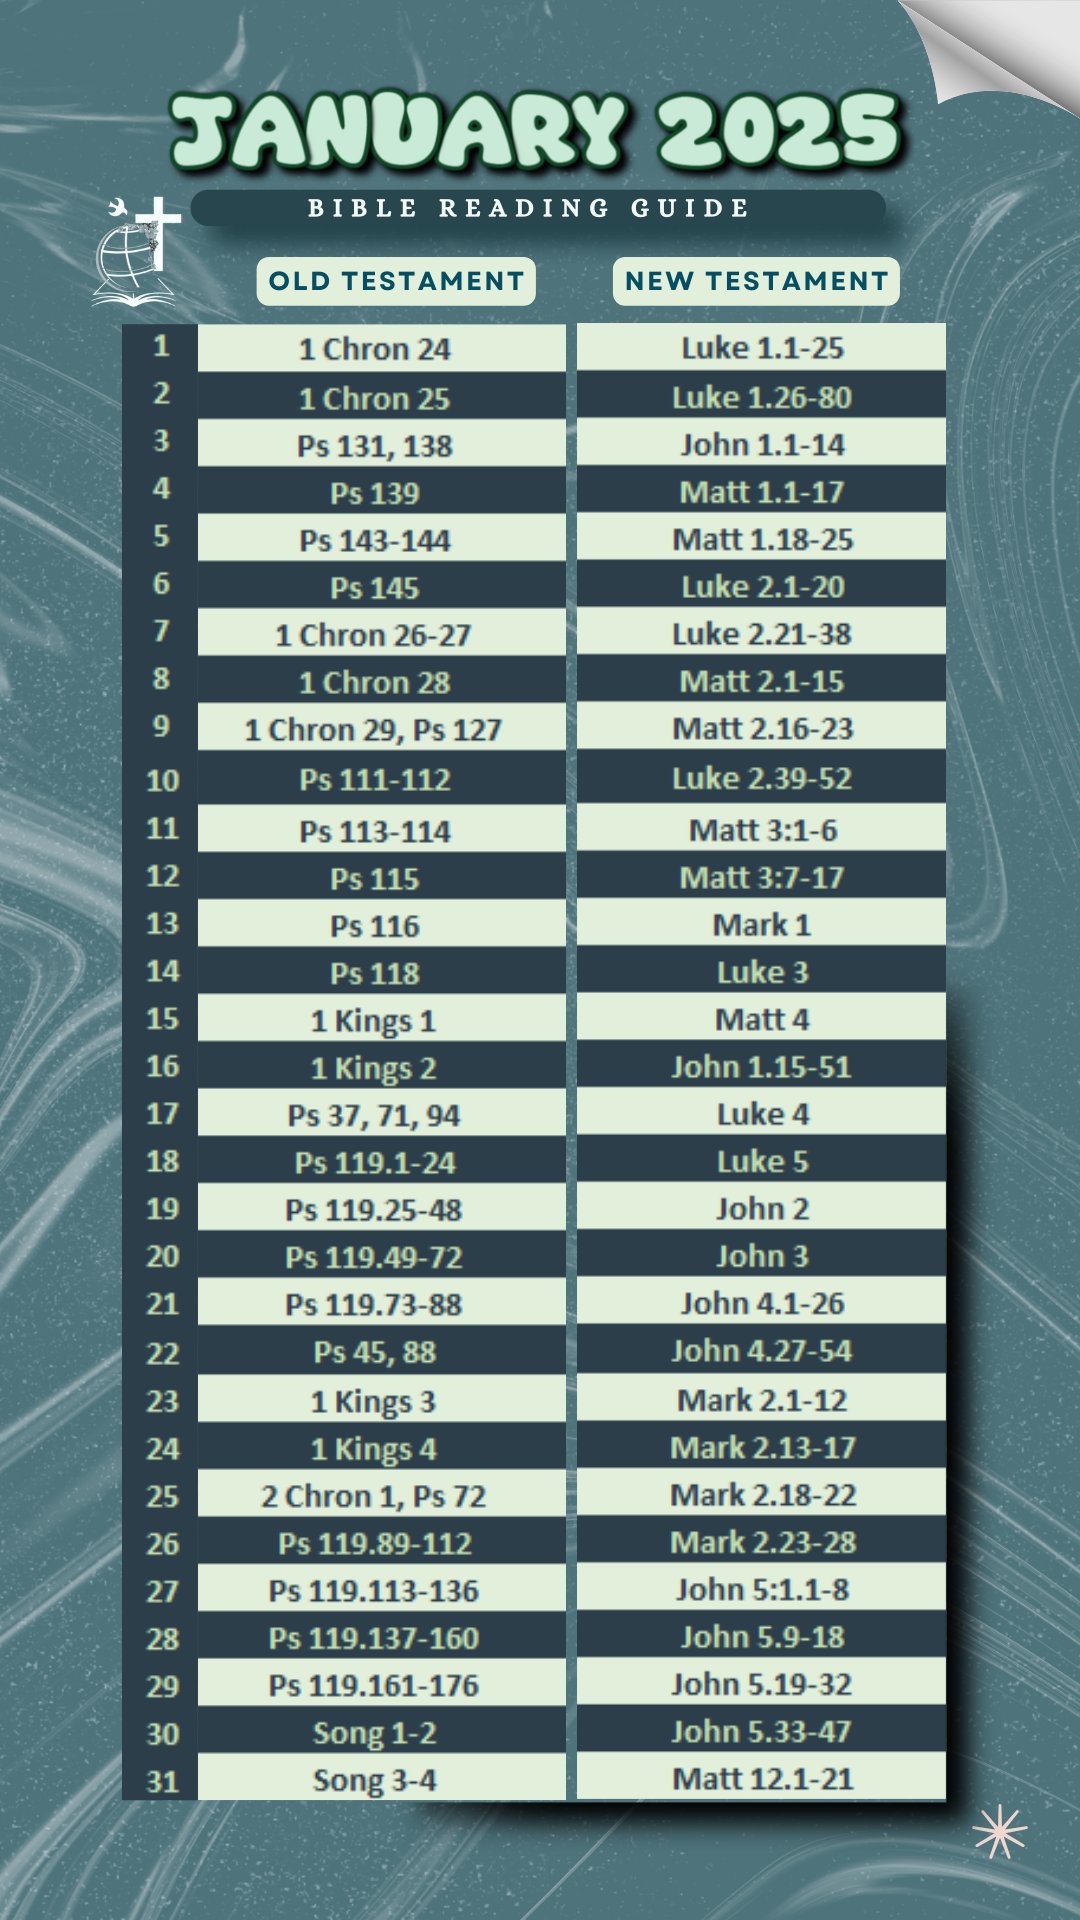 JANUARY 2025
BIBLE READING GUIDE
OLD TESTAMENT NEW TESTAMENT
1 1 Chron 24 Luke 1.1-25
2 1 Chron 25 Luke 1.26-80
3 Ps 131, 138 John 1.1-14
4 Ps 139 Matt 1.1-17
5 Ps 143-144 Matt 1.18-25
6 Ps 145 Luke 2.1-20
7 1 Chron 26-27 Luke 2.21-38
8 1 Chron 28 Matt 2.1-15
9 1 Chron 29, Ps 127 Matt 2.16-23
10 Ps 111-112 Luke 2.39-52
11 Ps 113-114 Matt 3:1-6
12 Ps 115 Matt 3:7-17
13 Ps 116 Mark 1
14 Ps 118 Luke 3
15 1 Kings 1 Matt 4
16 1 Kings 2 John 1.15-51
17 Ps 37, 71, 94 Luke 4
18 Ps 119.1-24 Luke 5
19 Ps 119.25-48 John 2
20 Ps 119.49-72 John 3
21 Ps 119.73-88 John 4.1-26
22 Ps 45, 88 John 4.27-54
23 1 Kings 3 Mark 2.1-12
24 1 Kings 4 Mark 2.13-17
25 2 Chron 1, Ps 72 Mark 2.18-22
26 Ps 119.89-112 Mark 2.23-28
27 Ps 119.113-136 John 5:1.1-8
28 Ps 119.137-160 John 5.9-18
29 Ps 119.161-176 John 5.19-32
30 Song 1-2 John 5.33-47
31 Song 3-4 Matt 12.1-21